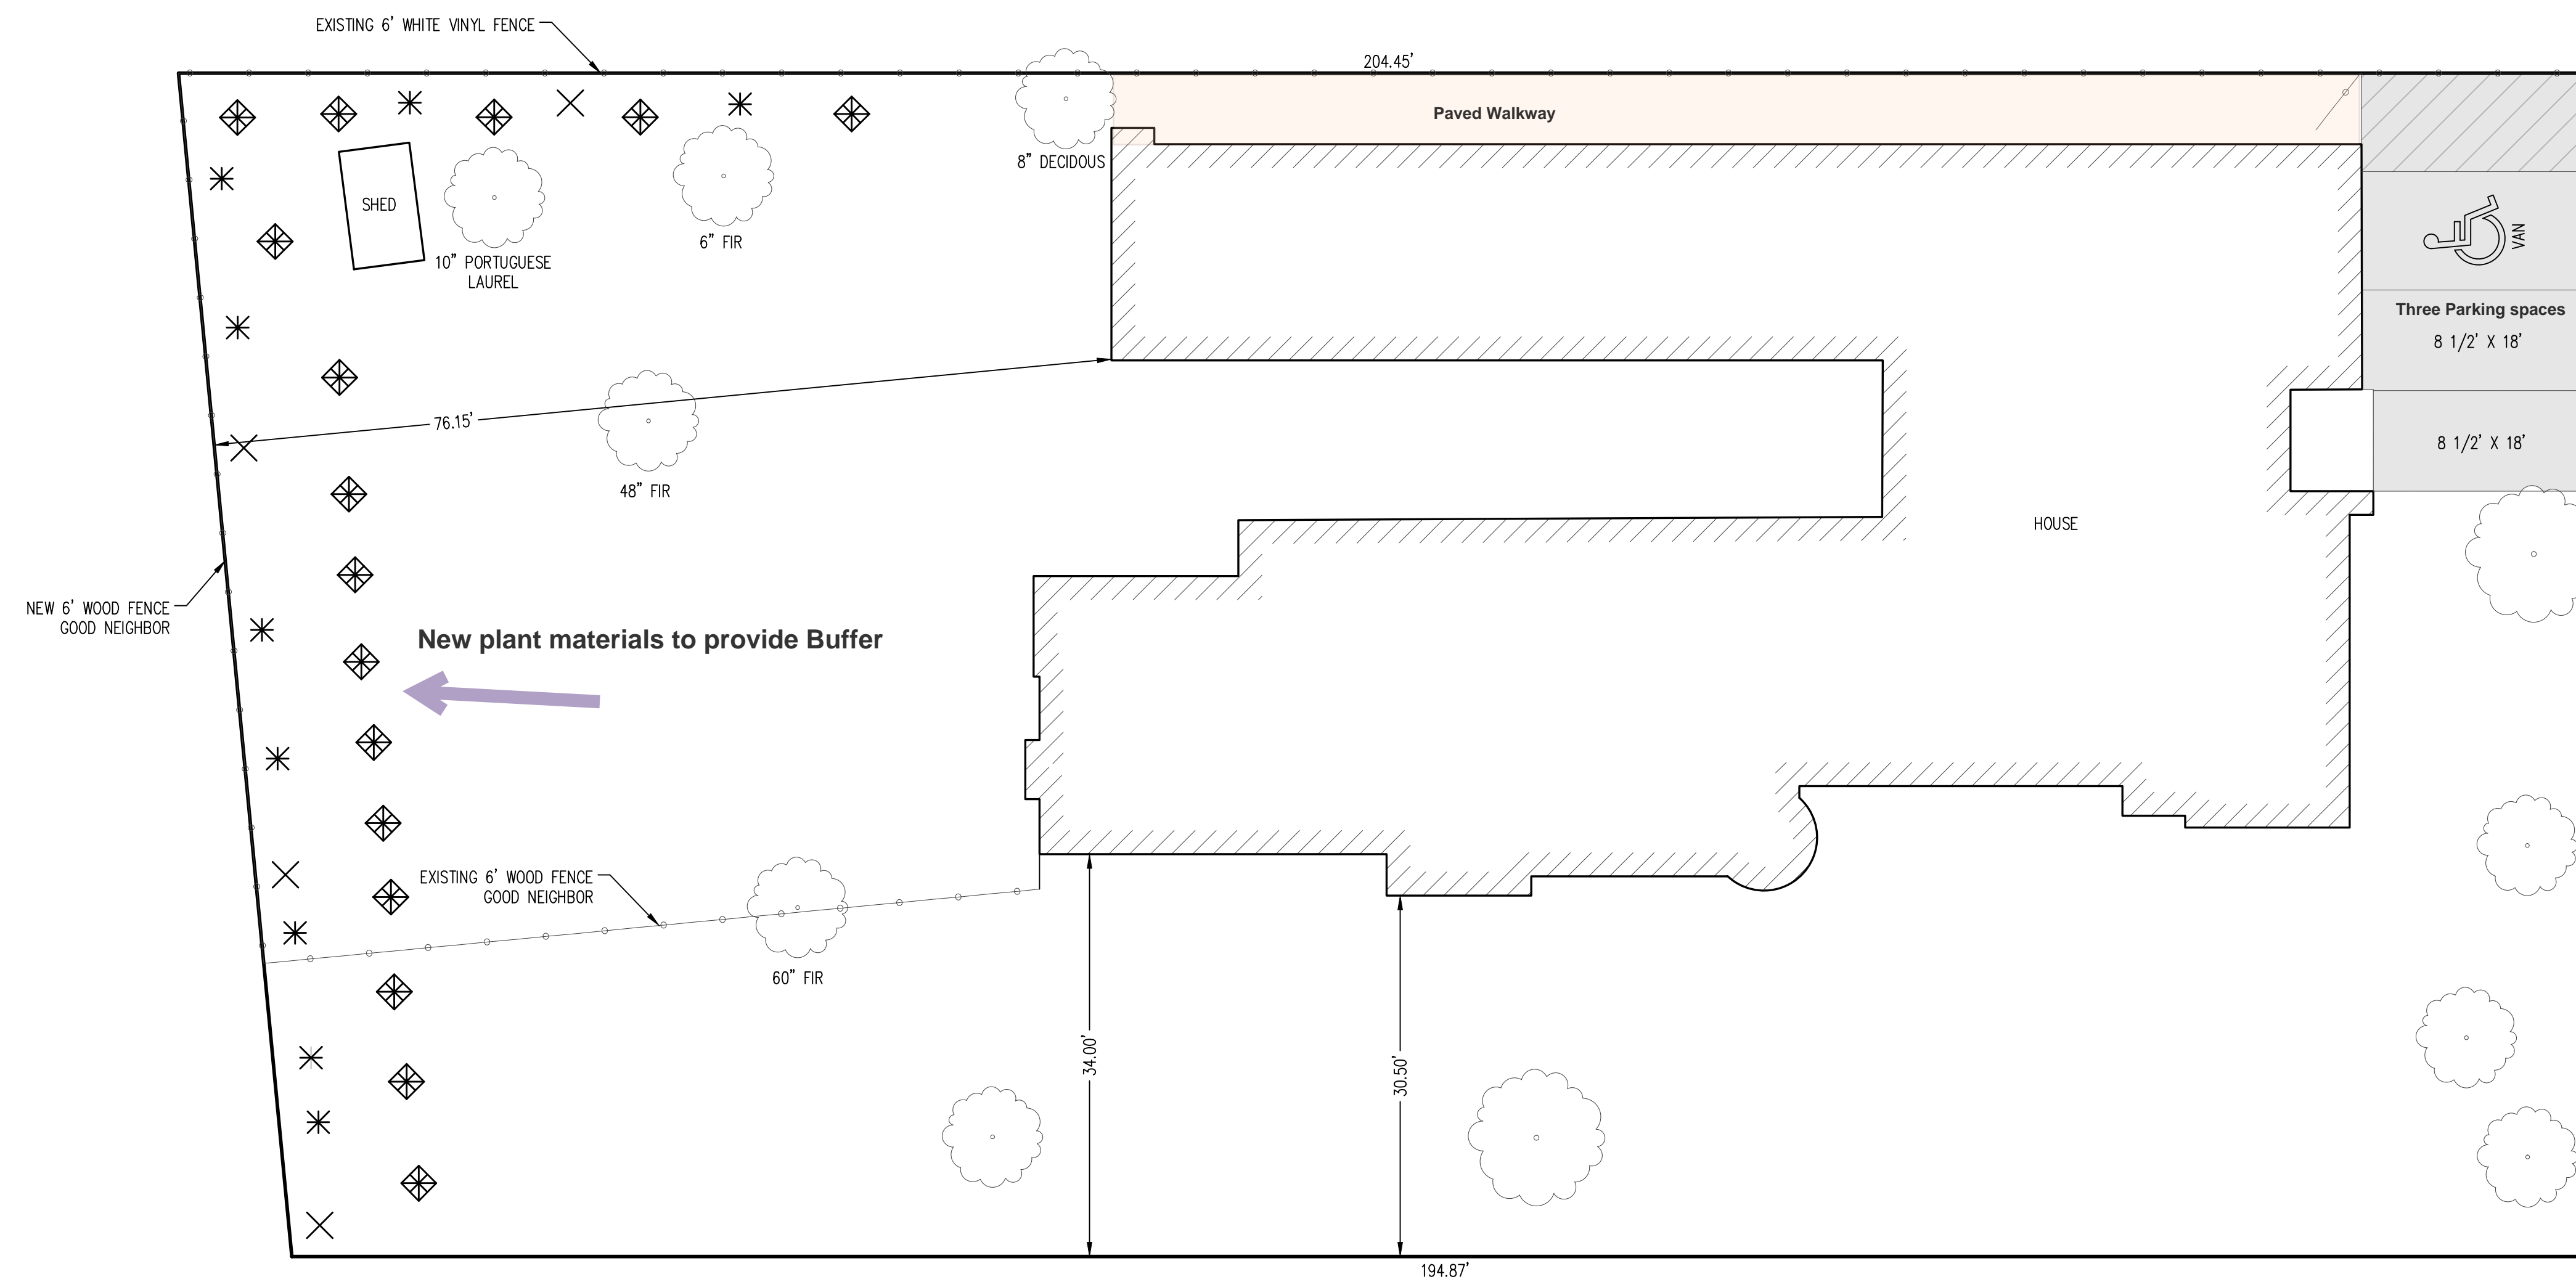 EXISTING 6' WHITE VINYL FENCE
204.45'
Paved Walkway
8" DECIDOUS
SHED
VAN
6" FIR
10" PORTUGUESE
LAUREL
Three Parking spaces
8 1/2' X 18'
76.15'
8 1/2' X 18'
48" FIR
HOUSE
NEW 6' WOOD FENCE
GOOD NEIGHBOR
New plant materials to provide Buffer
EXISTING 6' WOOD FENCE
GOOD NEIGHBOR
60" FIR
34.00'
30.50'
194.87'